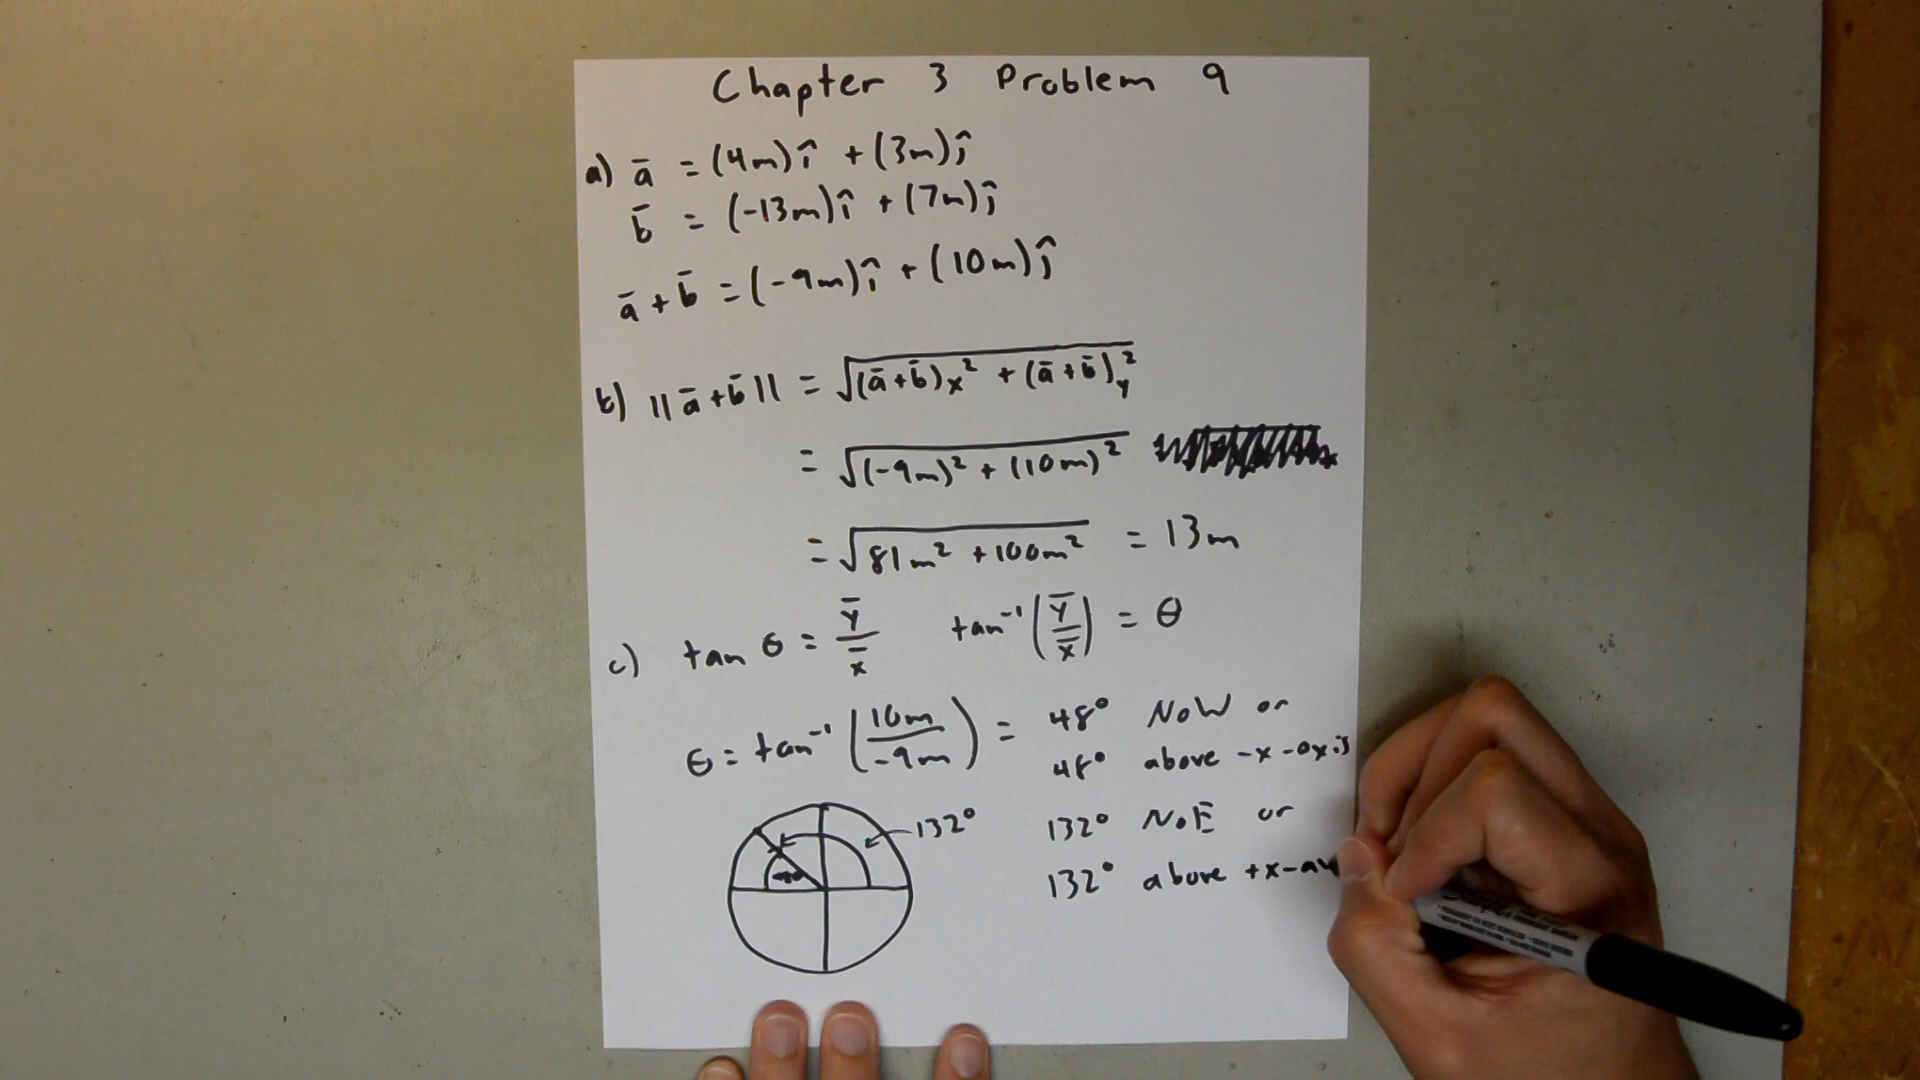 Chapter 3 Problem 9
a) a̅ = (4m)î + (3m)ĵ
b̅ = (-13m)î + (7m)ĵ
a̅ + b̅ = (-9m)î + (10m)ĵ
b) ||a̅+b̅|| = √(a̅+b̅)x² + (a̅+b̅)y²
= √(-9m)² + (10m)²
= √81m² + 100m² = 13m
c) tan θ = y̅/x̅ tan⁻¹(y̅/x̅) = θ
θ = tan⁻¹(10m/-9m) = 48° NoW or
48° above -x-axis
132° NoE or
132° above +x-ax
132°